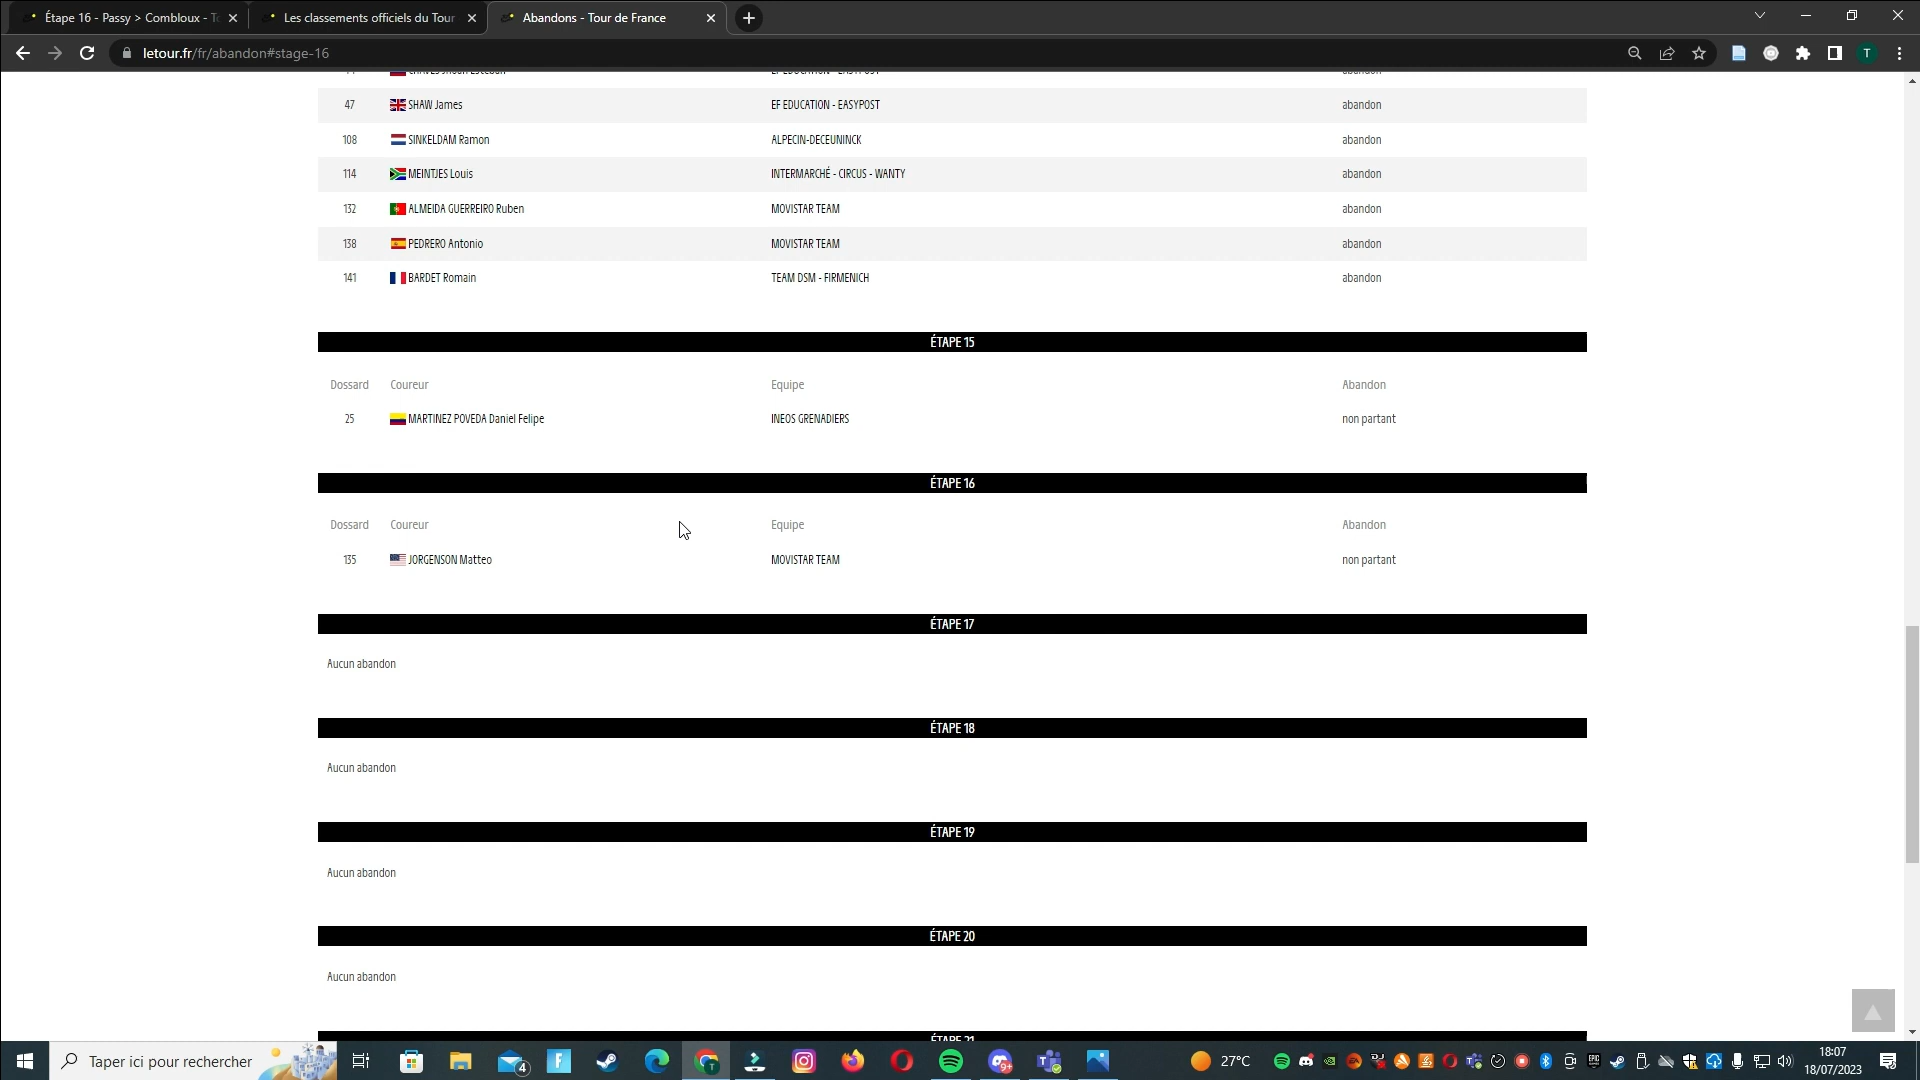 Étape 16 - Passy > Combloux - T
Les classements officiels du Tour
Abandons - Tour de France
letour.fr/fr/abandon#stage-16
T
abandon
47 SHAW James EF EDUCATION - EASYPOST abandon
108 SINKELDAM Ramon ALPECIN-DECEUNINCK abandon
114 MEINTJES Louis INTERMARCHÉ - CIRCUS - WANTY abandon
132 ALMEIDA GUERREIRO Ruben MOVISTAR TEAM abandon
138 PEDRERO Antonio MOVISTAR TEAM abandon
141 BARDET Romain TEAM DSM - FIRMENICH abandon
ÉTAPE 15
Dossard Coureur Equipe Abandon
25 MARTINEZ POVEDA Daniel Felipe INEOS GRENADIERS non partant
ÉTAPE 16
Dossard Coureur Equipe Abandon
135 JORGENSON Matteo MOVISTAR TEAM non partant
ÉTAPE 17
Aucun abandon
ÉTAPE 18
Aucun abandon
ÉTAPE 19
Aucun abandon
ÉTAPE 20
Aucun abandon
ÉTAPE 21
Taper ici pour rechercher
4
9+
27°C
18:07
18/07/2023